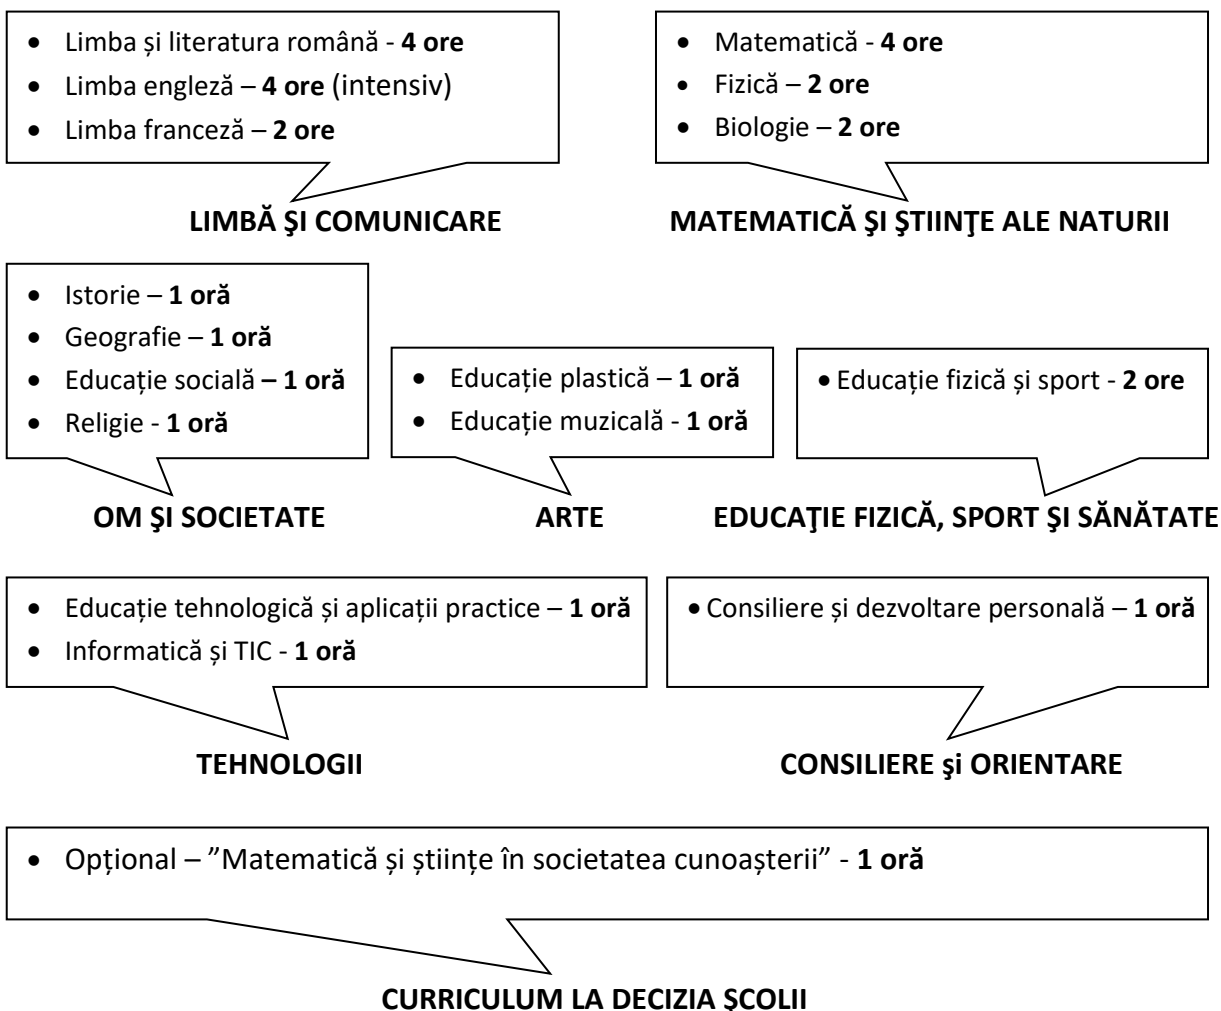 • Limba și literatura română - 4 ore
• Limba engleză – 4 ore (intensiv)
• Limba franceză – 2 ore
LIMBĂ ŞI COMUNICARE
• Matematică - 4 ore
• Fizică – 2 ore
• Biologie – 2 ore
MATEMATICĂ ŞI ŞTIINŢE ALE NATURII
• Istorie – 1 oră
• Geografie – 1 oră
• Educație socială – 1 oră
• Religie - 1 oră
OM ŞI SOCIETATE
• Educație plastică – 1 oră
• Educație muzicală - 1 oră
ARTE
• Educație fizică și sport - 2 ore
EDUCAŢIE FIZICĂ, SPORT ŞI SĂNĂTATE
• Educație tehnologică și aplicații practice – 1 oră
• Informatică și TIC - 1 oră
TEHNOLOGII
• Consiliere și dezvoltare personală – 1 oră
CONSILIERE şi ORIENTARE
• Opțional – ”Matematică și științe în societatea cunoașterii” - 1 oră
CURRICULUM LA DECIZIA ŞCOLII